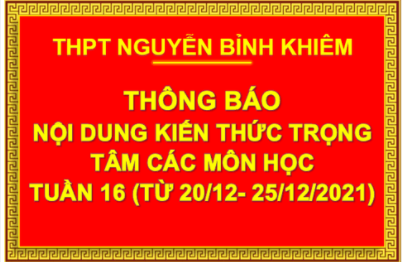 THPT NGUYỄN BỈNH KHIÊM
THÔNG BÁO
NỘI DUNG KIẾN THỨC TRỌNG
TÂM CÁC MÔN HỌC
TUẦN 16 (TỪ 20/12- 25/12/2021)